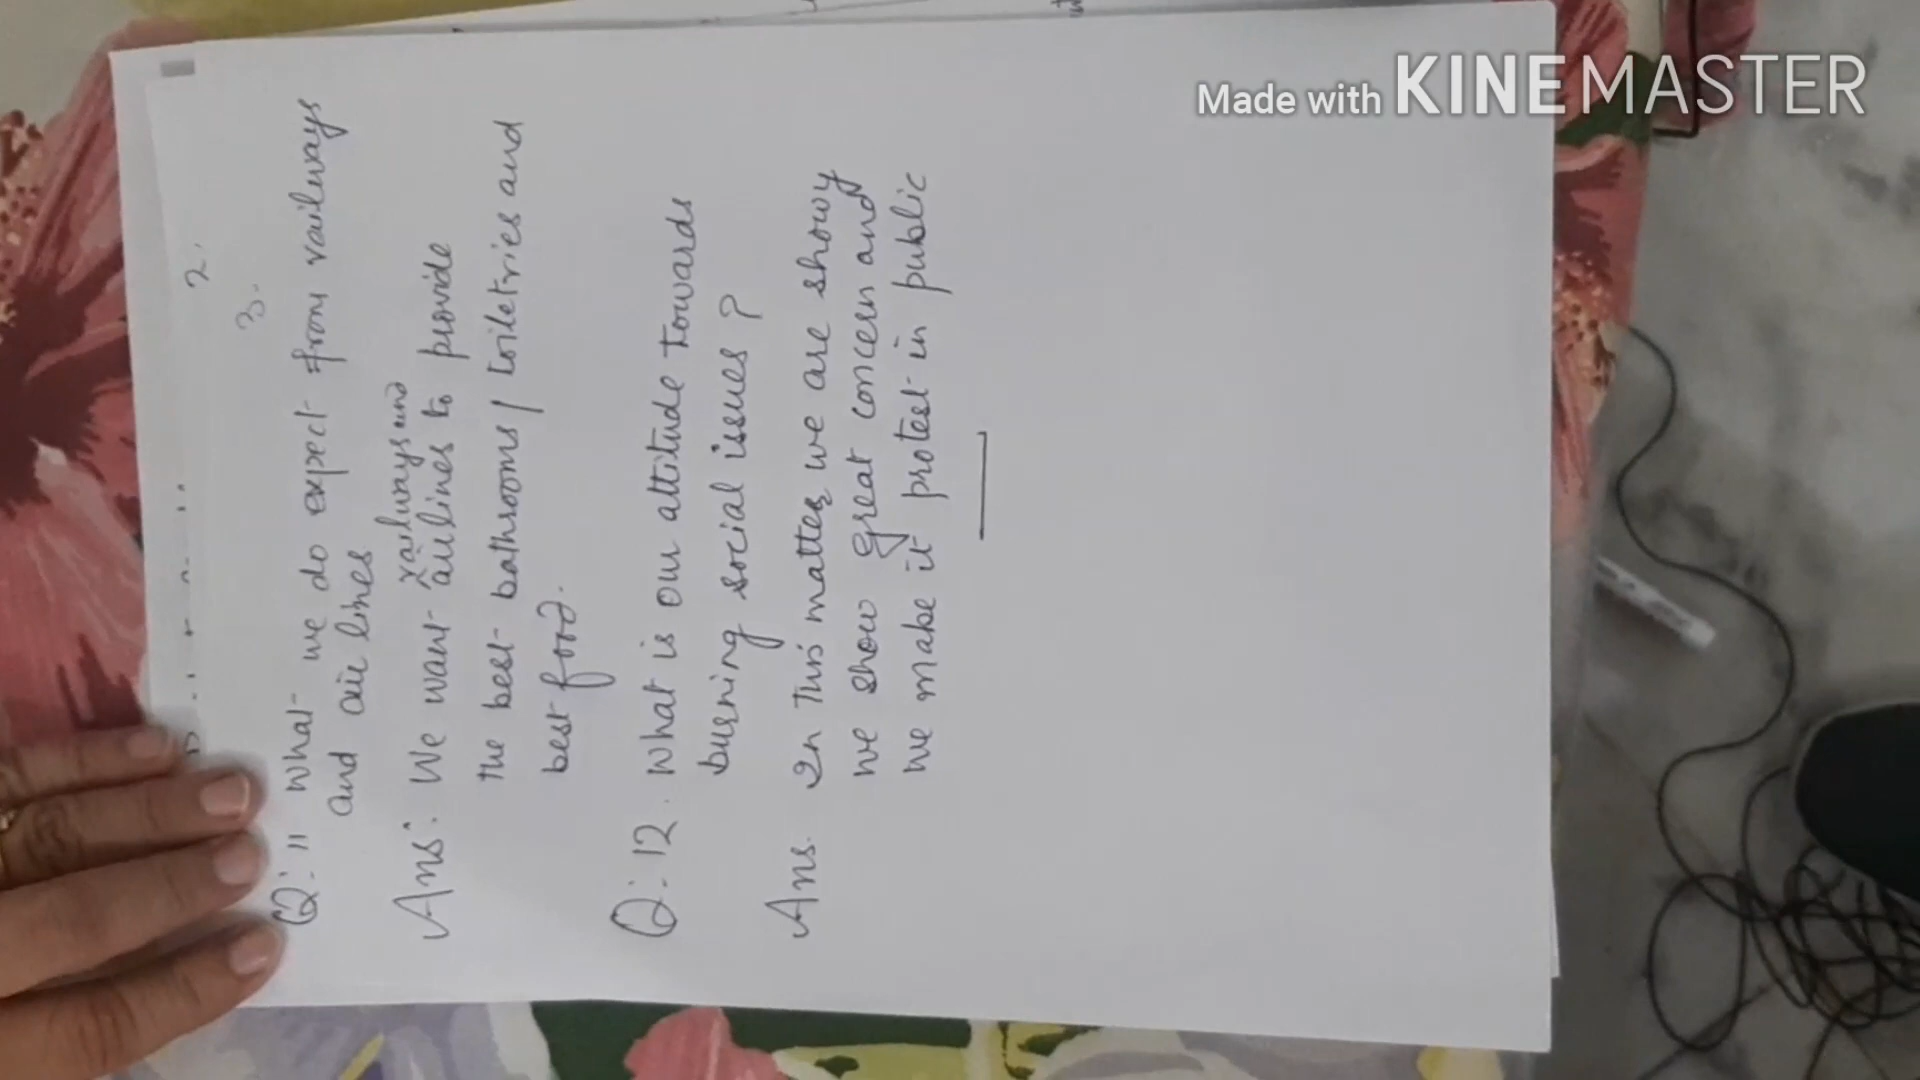 2.
3.
Q: 11 What we do expect from railways
and air lines
railways and
Ans: We want airlines to provide
the best bathrooms / toiletries and
best food.
Q: 12. What is our attitude towards
burning social issues ?
Ans. In this matter we are showy
we show great concern and
we make it protest in public
Made with KINEMASTER